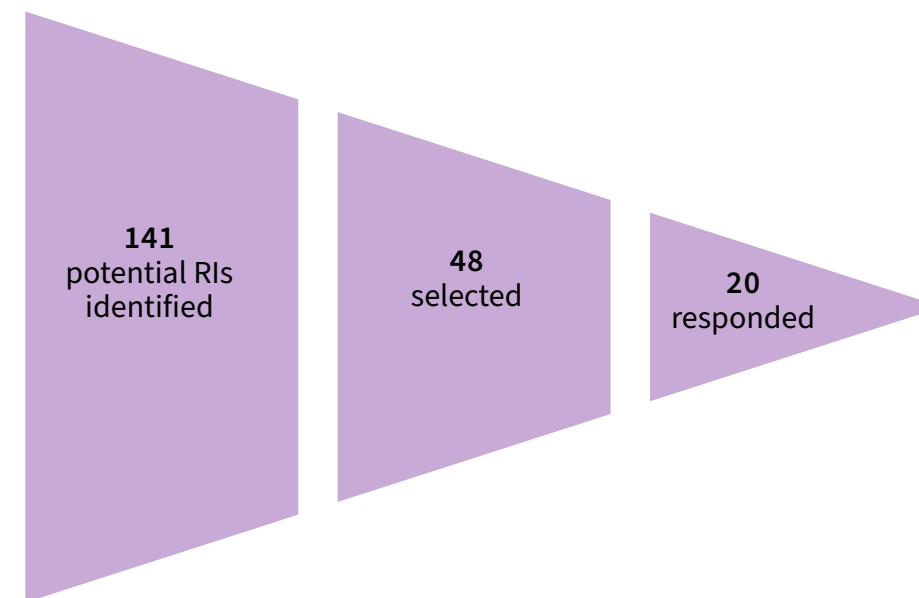 141
potential RIs
identified
48
selected
20
responded